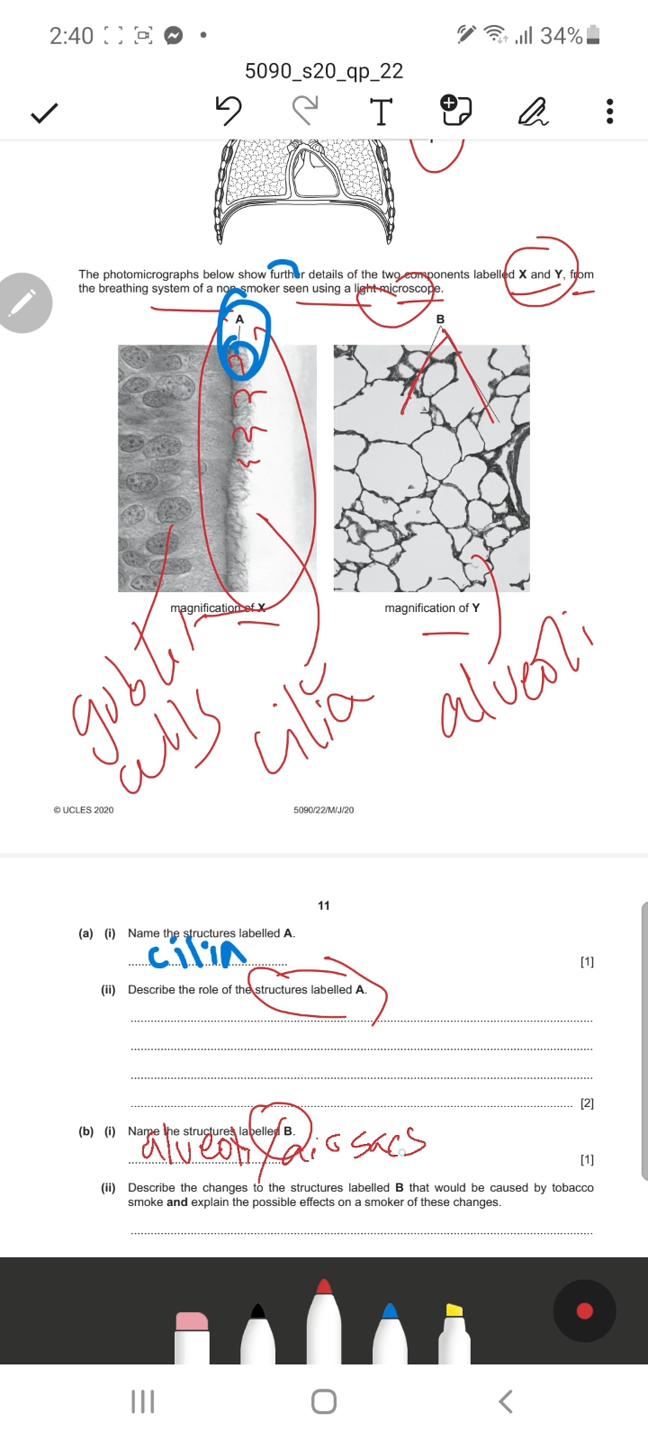 2:40 34%
5090_s20_qp_22
T
The photomicrographs below show further details of the two components labelled X and Y, from
the breathing system of a non-smoker seen using a light microscope.
A B
magnification of X magnification of Y
goblet cells
cilia
alveoli
© UCLES 2020 5090/22/M/J/20
11
(a) (i) Name the structures labelled A.
cilia [1]
(ii) Describe the role of the structures labelled A.
[2]
(b) (i) Name the structures labelled B.
alveoli / air sacs [1]
(ii) Describe the changes to the structures labelled B that would be caused by tobacco
smoke and explain the possible effects on a smoker of these changes.